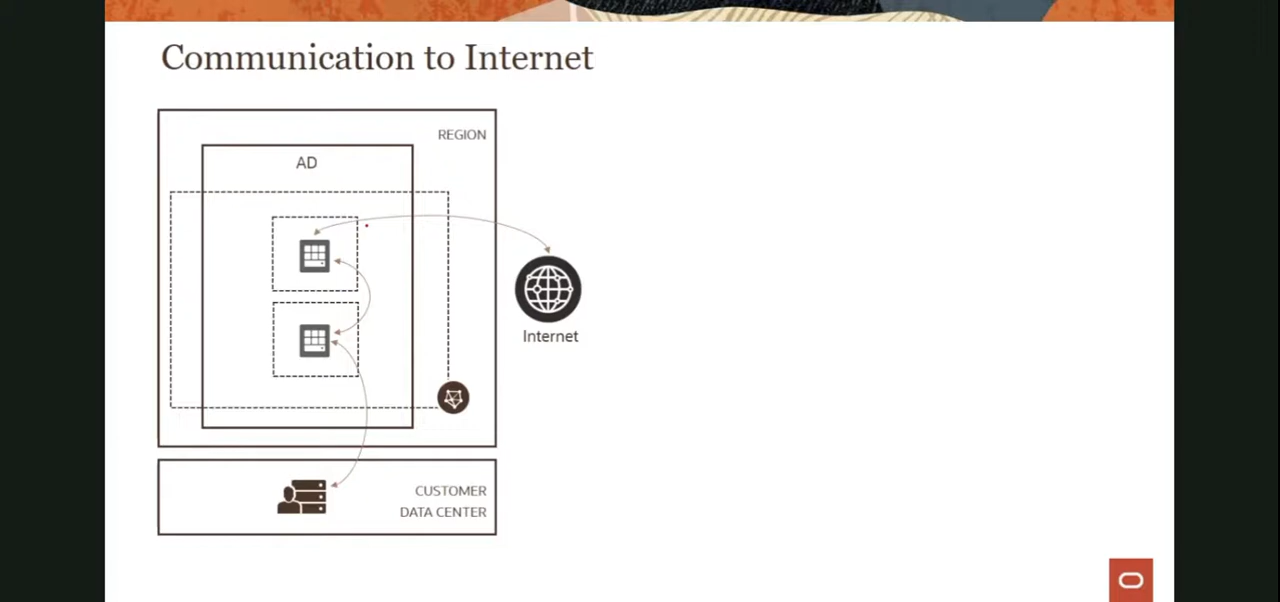 Communication to Internet
REGION
AD
Internet
CUSTOMER
DATA CENTER